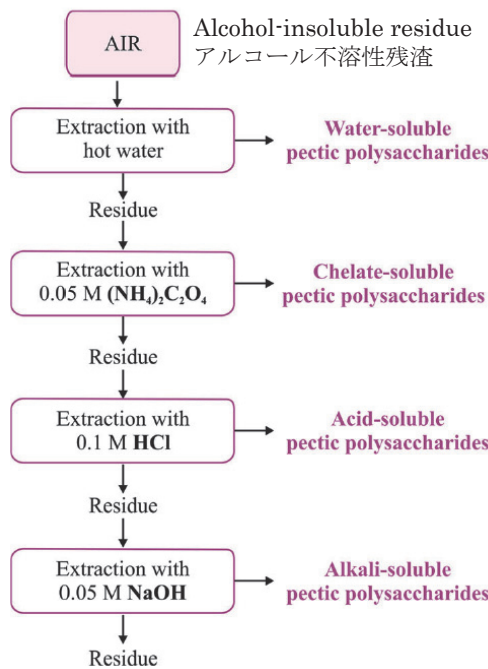 AIR
Alcohol-insoluble residue
アルコール不溶性残渣
Extraction with
hot water
Water-soluble
pectic polysaccharides
Residue
Extraction with
0.05 M (NH₄)₂C₂O₄
Chelate-soluble
pectic polysaccharides
Residue
Extraction with
0.1 M HCl
Acid-soluble
pectic polysaccharides
Residue
Extraction with
0.05 M NaOH
Alkali-soluble
pectic polysaccharides
Residue